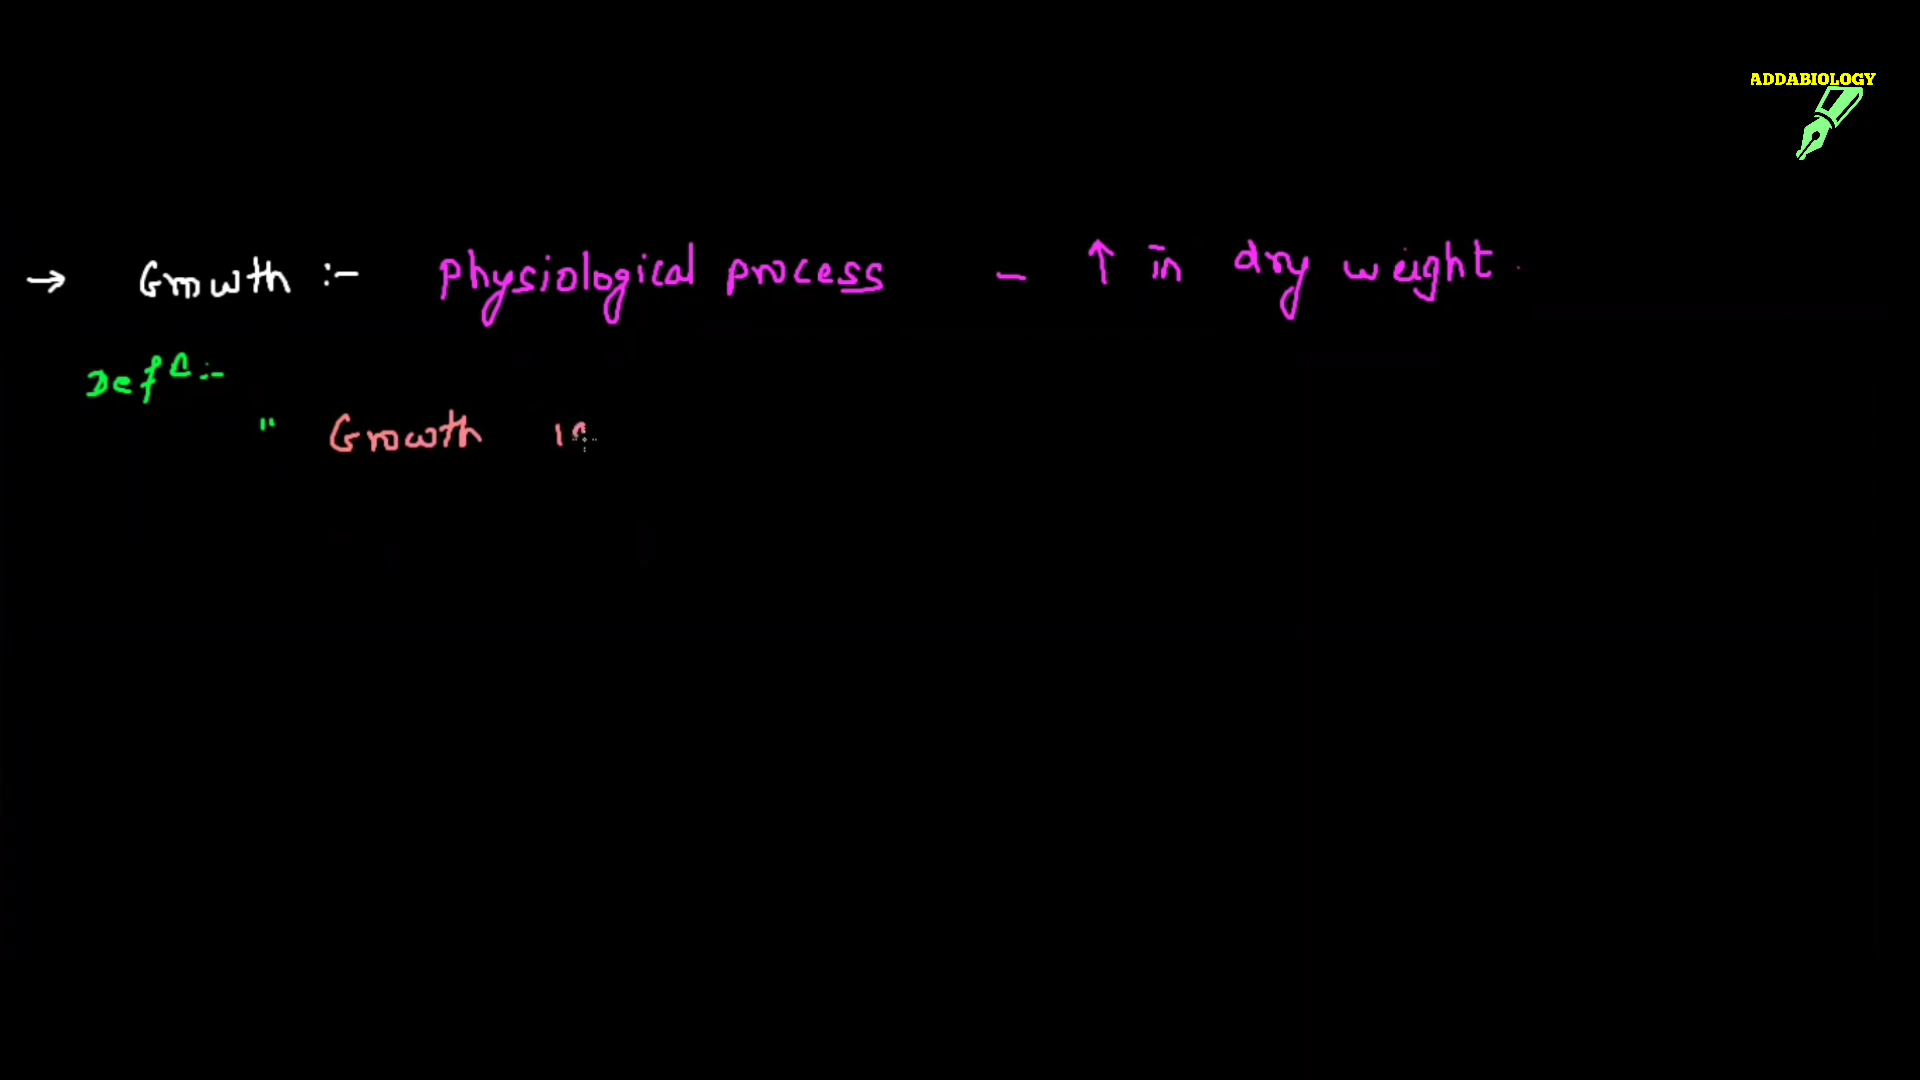 ADDABIOLOGY
→ Growth :- physiological process - ↑ in dry weight.
Defⁿ :-
" Growth is